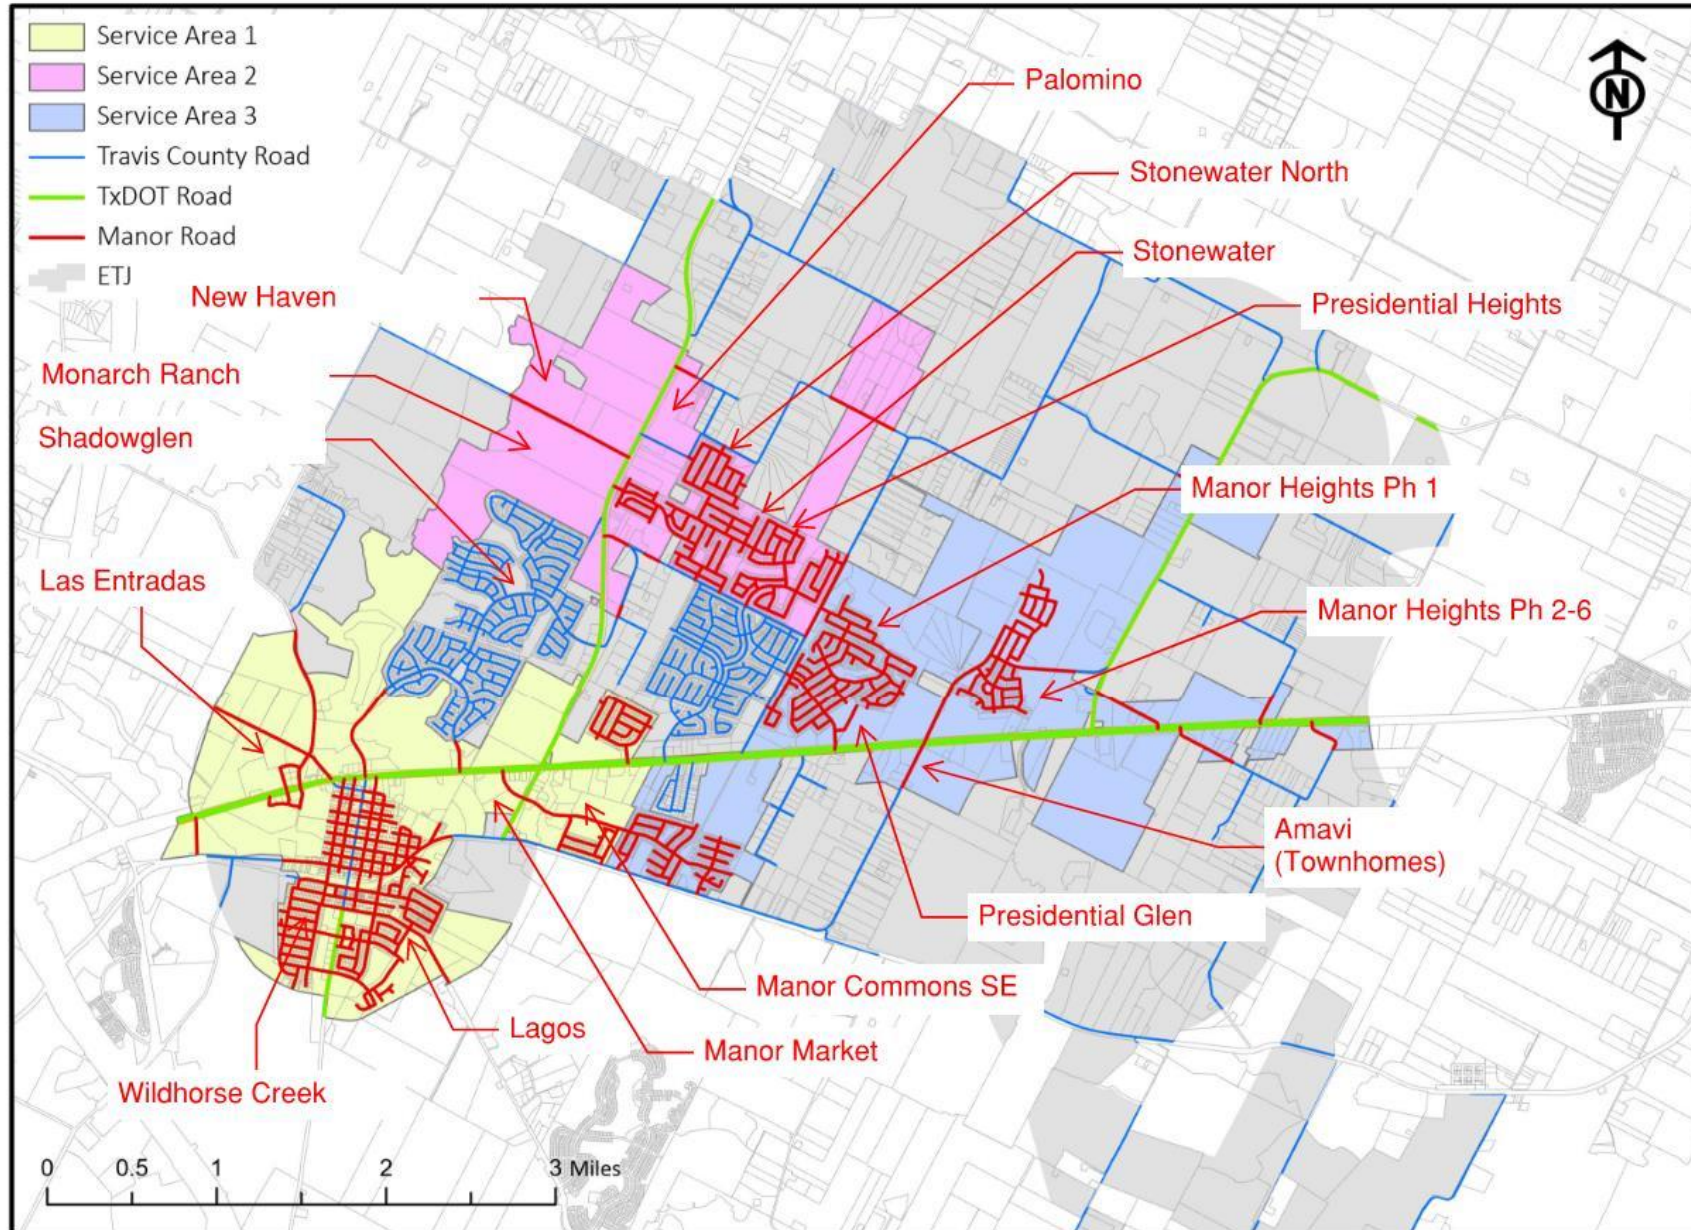 Service Area 1
Service Area 2
Service Area 3
Travis County Road
TxDOT Road
Manor Road
ETJ
N
Palomino
Stonewater North
Stonewater
Presidential Heights
New Haven
Monarch Ranch
Shadowglen
Manor Heights Ph 1
Las Entradas
Manor Heights Ph 2-6
Amavi
(Townhomes)
Presidential Glen
Manor Commons SE
Lagos
Manor Market
Wildhorse Creek
0 0.5 1 2 3 Miles